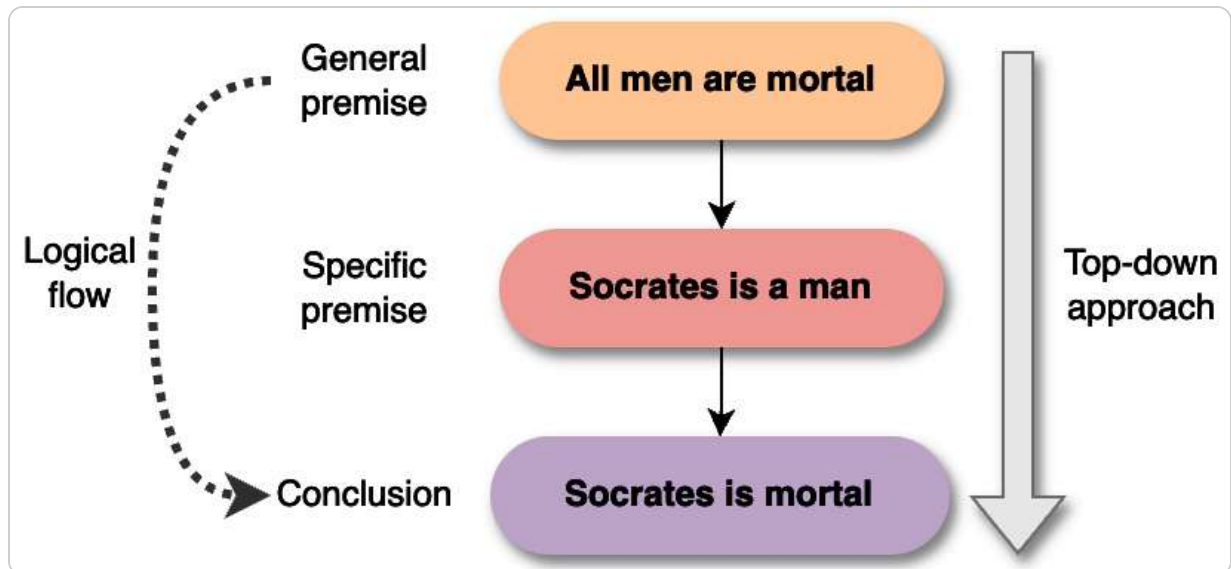 General
premise
All men are mortal
Logical
flow
Specific
premise
Socrates is a man
Top-down
approach
Conclusion
Socrates is mortal